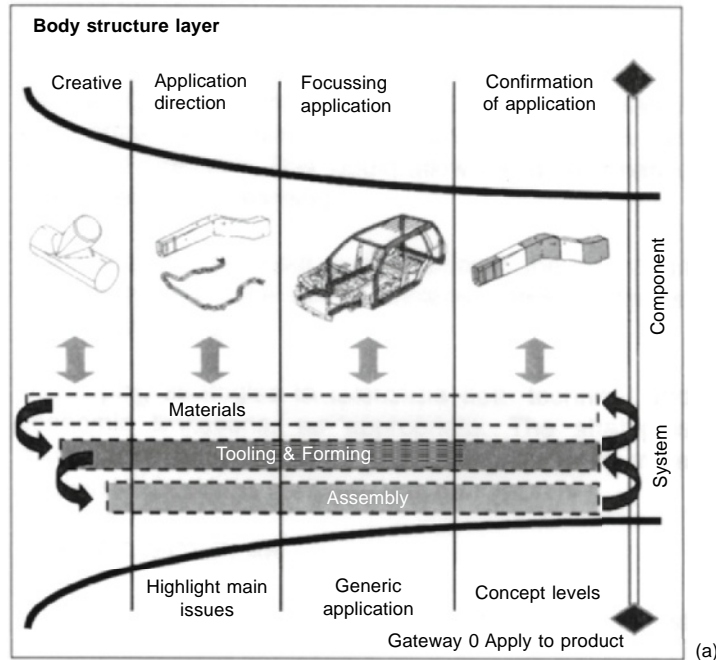 Body structure layer
Creative
Application
direction
Focussing
application
Confirmation
of application
Component
Materials
Tooling & Forming
System
Assembly
Highlight main
issues
Generic
application
Concept levels
Gateway 0 Apply to product
(a)